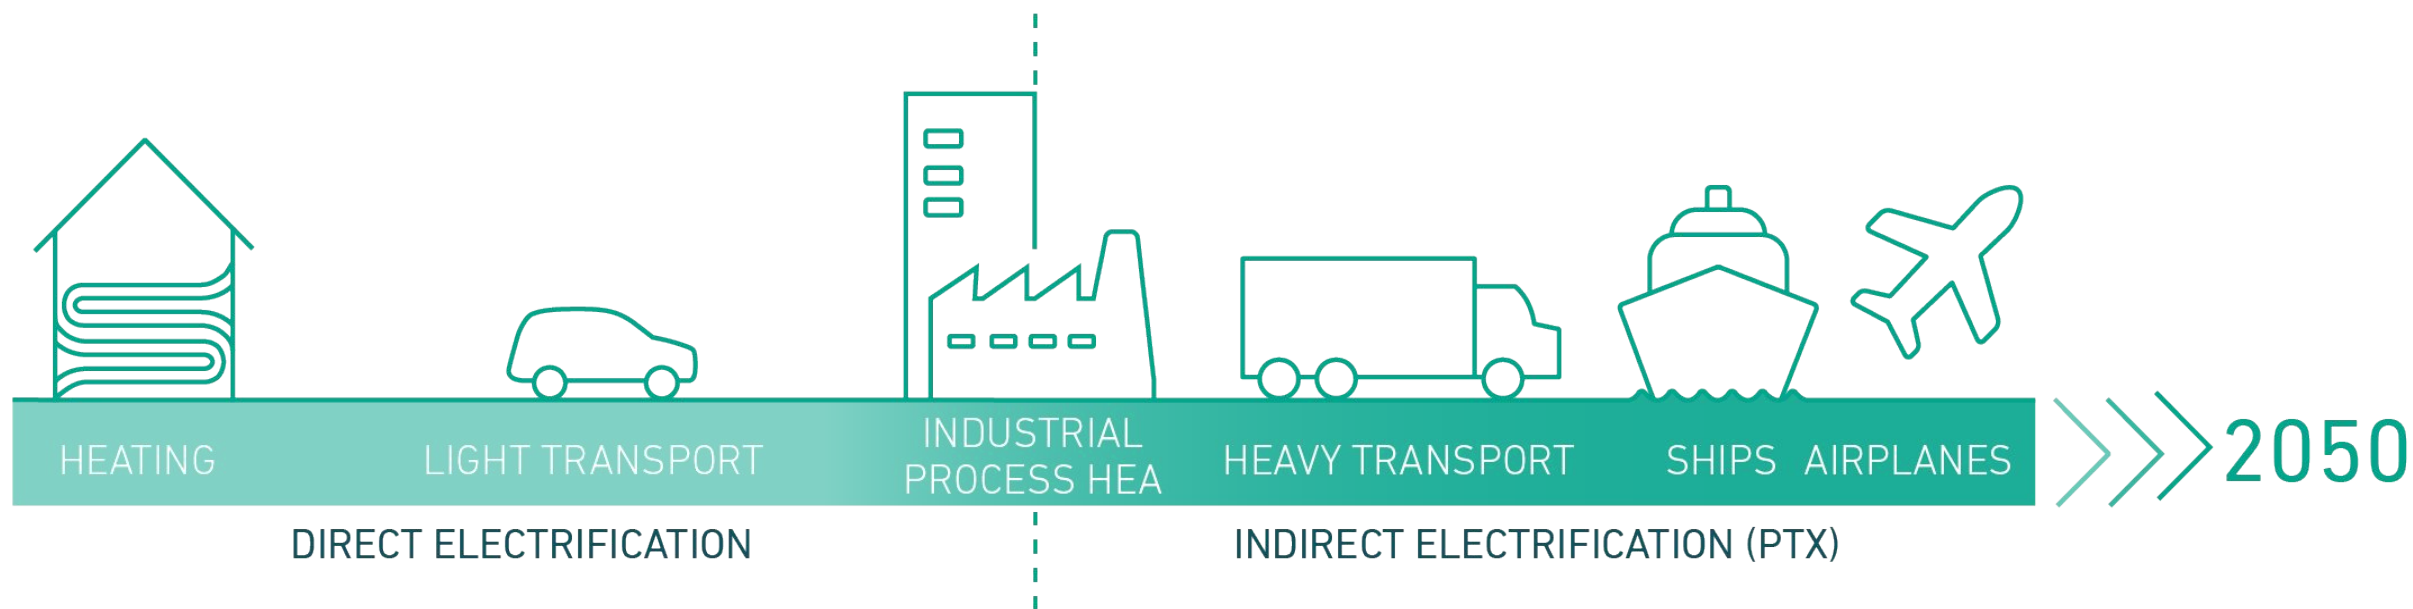 HEATING
LIGHT TRANSPORT
INDUSTRIAL
PROCESS HEA
HEAVY TRANSPORT
SHIPS
AIRPLANES
2050
DIRECT ELECTRIFICATION
INDIRECT ELECTRIFICATION (PTX)